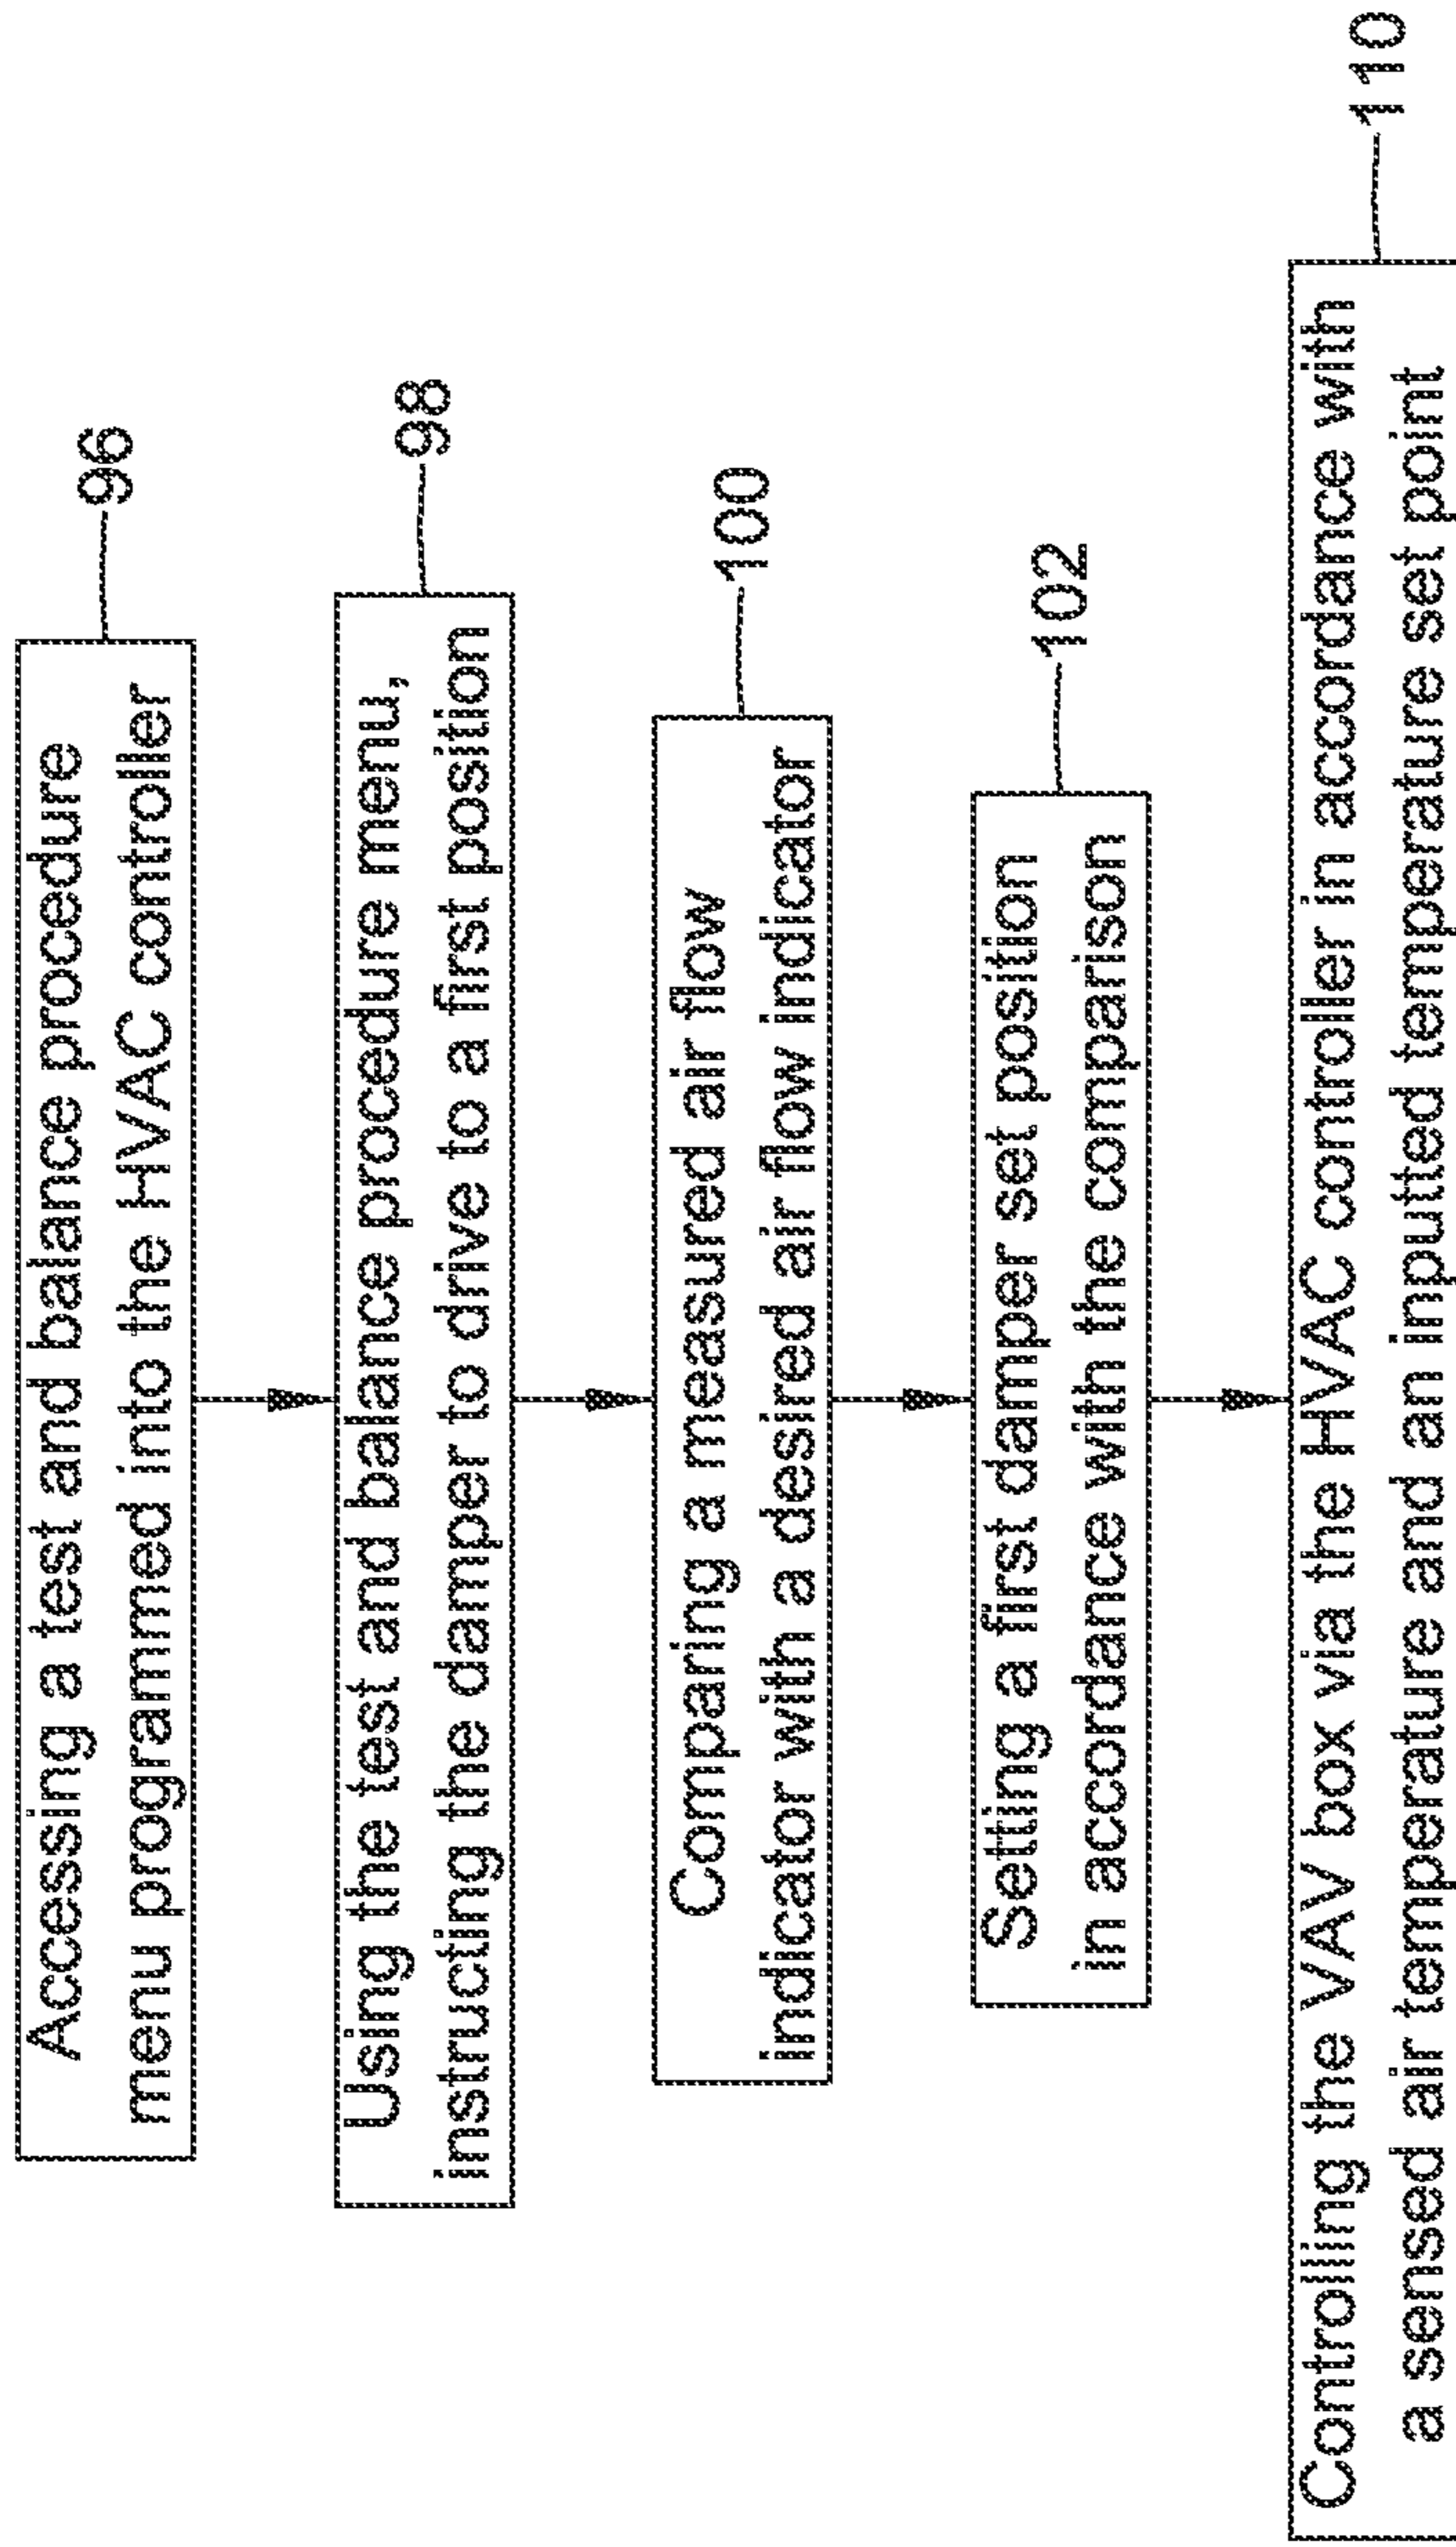 Accessing a test and balance procedure
menu programmed into the HVAC controller
96
Using the test and balance procedure menu,
instructing the damper to drive to a first position
98
Comparing a measured air flow
indicator with a desired air flow indicator
100
Setting a first damper set position
in accordance with the comparison
102
Controlling the VAV box via the HVAC controller in accordance with
a sensed air temperature and an inputted temperature set point
110